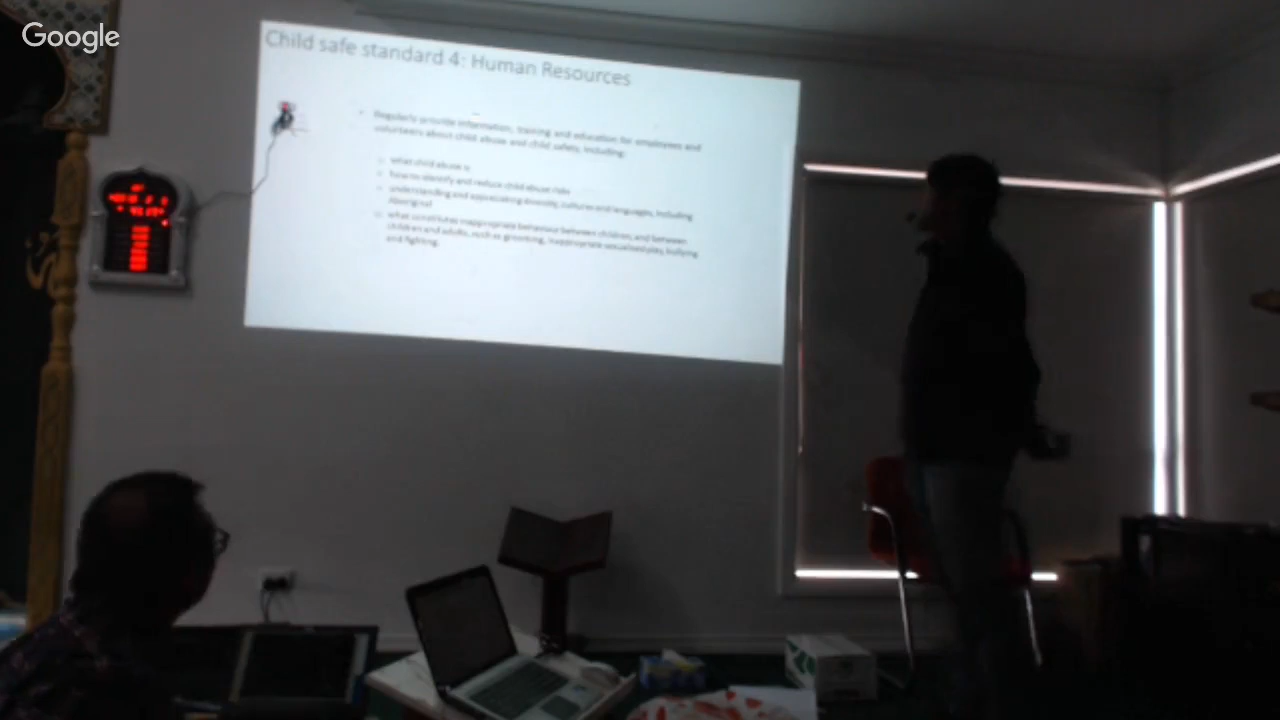 Google
Child safe standard 4: Human Resources
Regularly provide information, training and education for employees and
volunteers about child abuse and child safety, including:
what child abuse is
how to identify and reduce child abuse risks
understanding and appreciating diversity, cultures and languages, including
Aboriginal
what constitutes inappropriate behaviour between children, and between
children and adults, such as grooming, inappropriate sexualised play, bullying
and fighting.